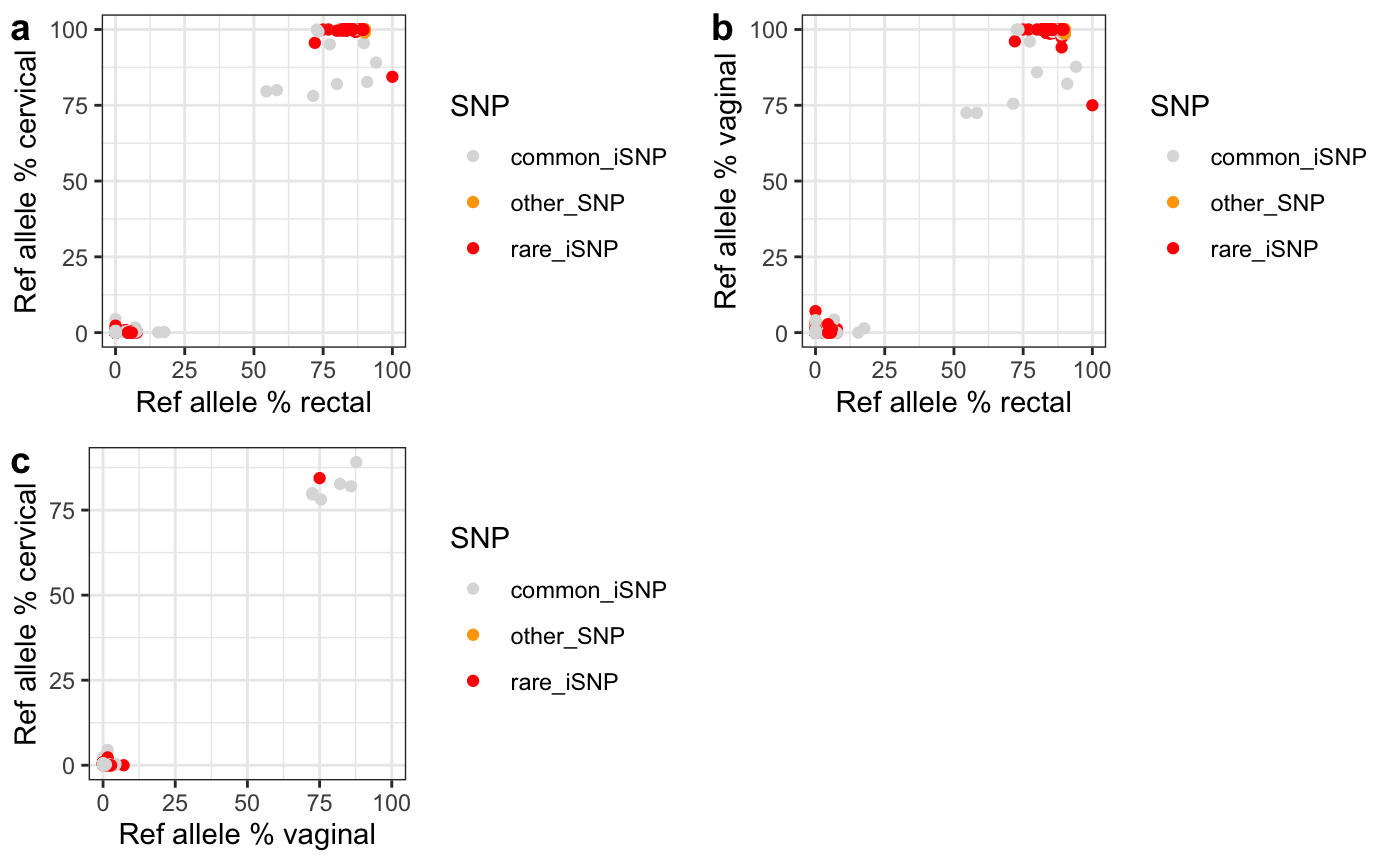 a
100
75
50
25
0
Ref allele % cervical
0 25 50 75 100
Ref allele % rectal
SNP
common_iSNP
other_SNP
rare_iSNP
b
100
75
50
25
0
Ref allele % vaginal
0 25 50 75 100
Ref allele % rectal
SNP
common_iSNP
other_SNP
rare_iSNP
c
75
50
25
0
Ref allele % cervical
0 25 50 75 100
Ref allele % vaginal
SNP
common_iSNP
other_SNP
rare_iSNP